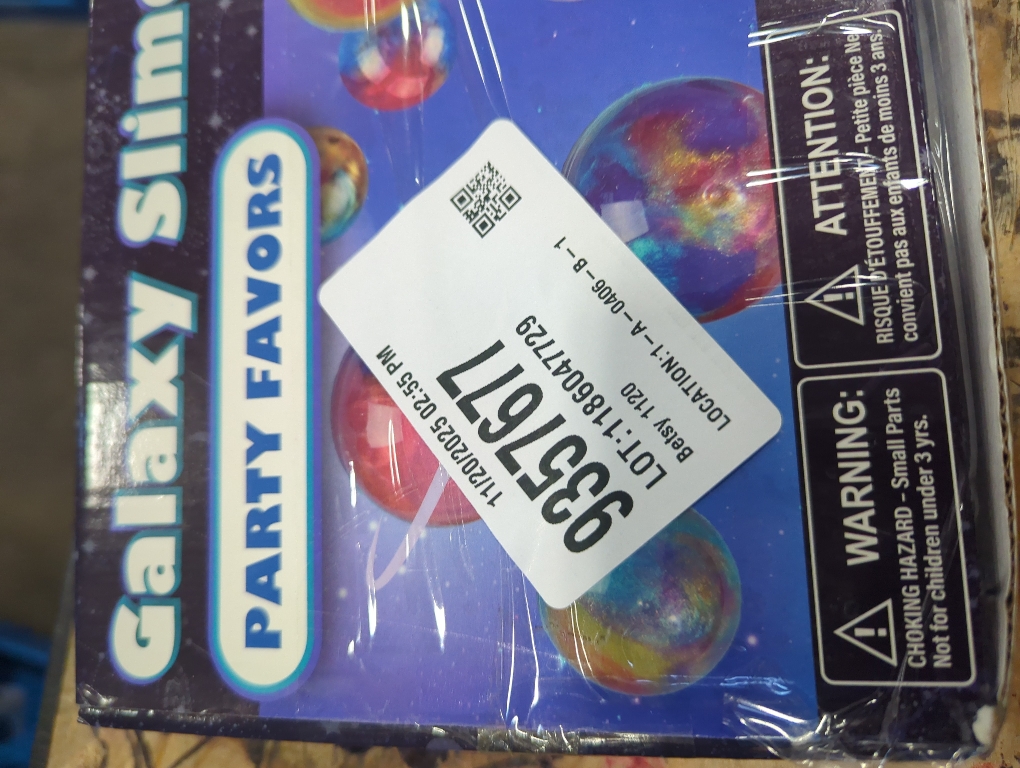 Galaxy Slim
PARTY FAVORS
11/20/2025 02:55 PM
9357677
LOT:1186047729
Betsy 1120
LOCATION:1-A-0406-B-1
WARNING:
CHOKING HAZARD - Small Parts
Not for children under 3 yrs.
ATTENTION:
RISQUE D'ÉTOUFFEMENT - Petite pièce Ne
convient pas aux enfants de moins 3 ans.